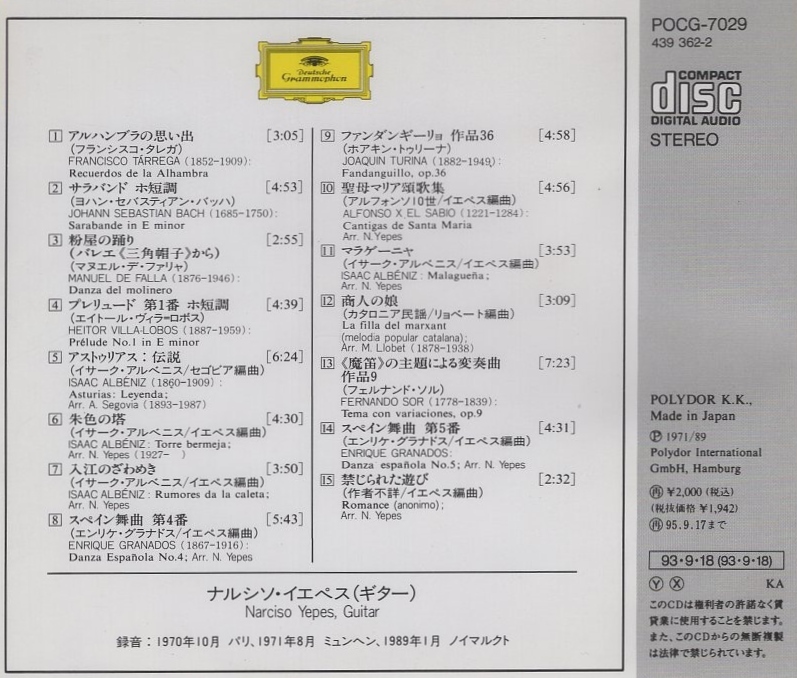 Deutsche
Grammophon
1 アルハンブラの思い出 [3:05]
(フランシスコ・タレガ)
FRANCISCO TÁRREGA (1852-1909):
Recuerdos de la Alhambra
2 サラバンド ホ短調 [4:53]
(ヨハン・セバスティアン・バッハ)
JOHANN SEBASTIAN BACH (1685-1750):
Sarabande in E minor
3 粉屋の踊り [2:55]
(バレエ《三角帽子》から)
(マヌエル・デ・ファリャ)
MANUEL DE FALLA (1876-1946):
Danza del molinero
4 プレリュード 第1番 ホ短調 [4:39]
(エイトール・ヴィラ=ロボス)
HEITOR VILLA-LOBOS (1887-1959):
Prélude No.1 in E minor
5 アストゥリアス:伝説 [6:24]
(イサーク・アルベニス/セゴビア編曲)
ISAAC ALBÉNIZ (1860-1909):
Asturias: Leyenda;
Arr. A. Segovia (1893-1987)
6 朱色の塔 [4:30]
(イサーク・アルベニス/イエペス編曲)
ISAAC ALBÉNIZ: Torre bermeja;
Arr. N. Yepes (1927- )
7 入江のざわめき [3:50]
(イサーク・アルベニス/イエペス編曲)
ISAAC ALBÉNIZ: Rumores da la caleta;
Arr. N. Yepes
8 スペイン舞曲 第4番 [5:43]
(エンリケ・グラナドス/イエペス編曲)
ENRIQUE GRANADOS (1867-1916):
Danza Española No.4; Arr. N. Yepes
9 ファンダンギーリョ 作品36 [4:58]
(ホアキン・トゥリーナ)
JOAQUIN TURINA (1882-1949):
Fandanguillo, op.36
10 聖母マリア頌歌集 [4:56]
(アルフォンソ10世/イエペス編曲)
ALFONSO X EL SABIO (1221-1284):
Cantigas de Santa Maria
Arr. N. Yepes
11 マラゲーニャ [3:53]
(イサーク・アルベニス/イエペス編曲)
ISAAC ALBÉNIZ: Malagueña;
Arr. N. Yepes
12 商人の娘 [3:09]
(カタロニア民謡/リョベート編曲)
La filla del marxant
(melodia popular catalana);
Arr. M. Llobet (1878-1938)
13 《魔笛》の主題による変奏曲 [7:23]
作品9
(フェルナンド・ソル)
FERNANDO SOR (1778-1839):
Tema con variaciones, op.9
14 スペイン舞曲 第5番 [4:31]
(エンリケ・グラナドス/イエペス編曲)
ENRIQUE GRANADOS:
Danza española No.5; Arr. N. Yepes
15 禁じられた遊び [2:32]
(作者不詳/イエペス編曲)
Romance (anonimo);
Arr. N. Yepes
ナルシソ・イエペス(ギター)
Narciso Yepes, Guitar
録音:1970年10月 パリ、1971年8月 ミュンヘン、1989年1月 ノイマルクト
POCG-7029
439 362-2
COMPACT
disc
DIGITAL AUDIO
STEREO
POLYDOR K.K.,
Made in Japan
Ⓟ 1971/89
Polydor International
GmbH, Hamburg
㊢ ¥2,000 (税込)
(税抜価格 ¥1,942)
㊢ 95.9.17まで
93・9・18 (93・9・18)
Ⓨ Ⓧ KA
このCDは権利者の許諾なく賃
貸業に使用することを禁じます。
また、このCDからの無断複製
は法律で禁じられています。